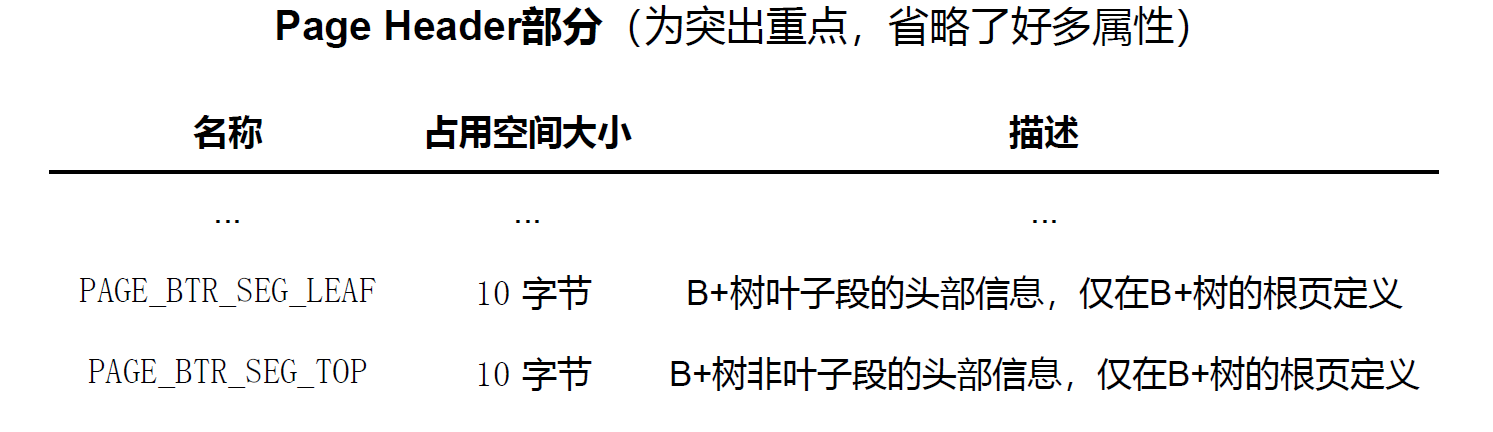 Page Header部分（为突出重点，省略了好多属性）
名称 占用空间大小 描述
... ... ...
PAGE_BTR_SEG_LEAF 10 字节 B+树叶子段的头部信息，仅在B+树的根页定义
PAGE_BTR_SEG_TOP 10 字节 B+树非叶子段的头部信息，仅在B+树的根页定义